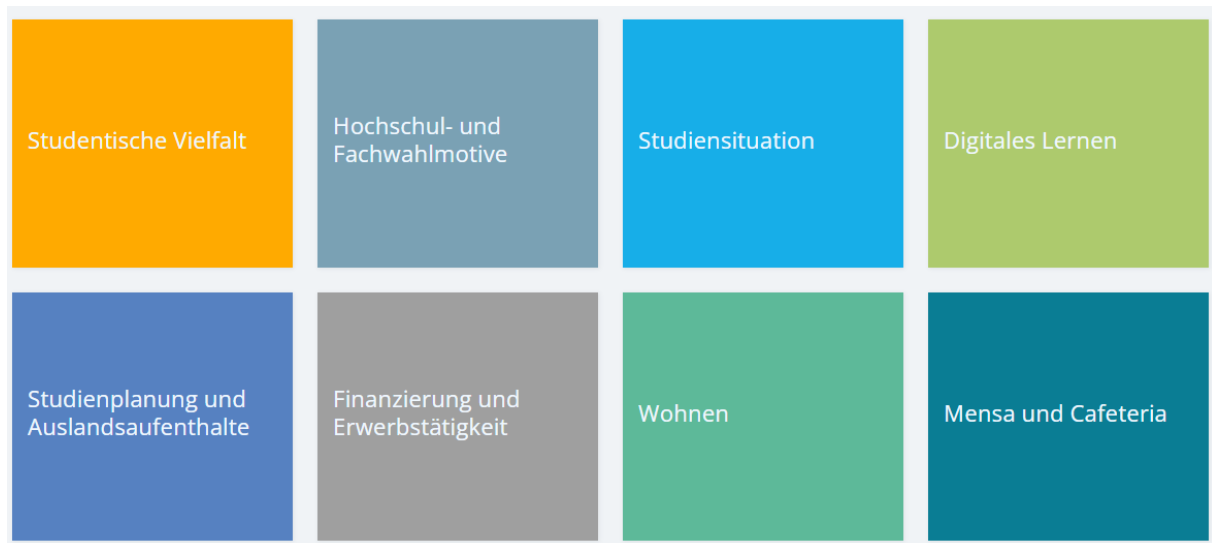 Studentische Vielfalt
Hochschul- und
Fachwahlmotive
Studiensituation
Digitales Lernen
Studienplanung und
Auslandsaufenthalte
Finanzierung und
Erwerbstätigkeit
Wohnen
Mensa und Cafeteria